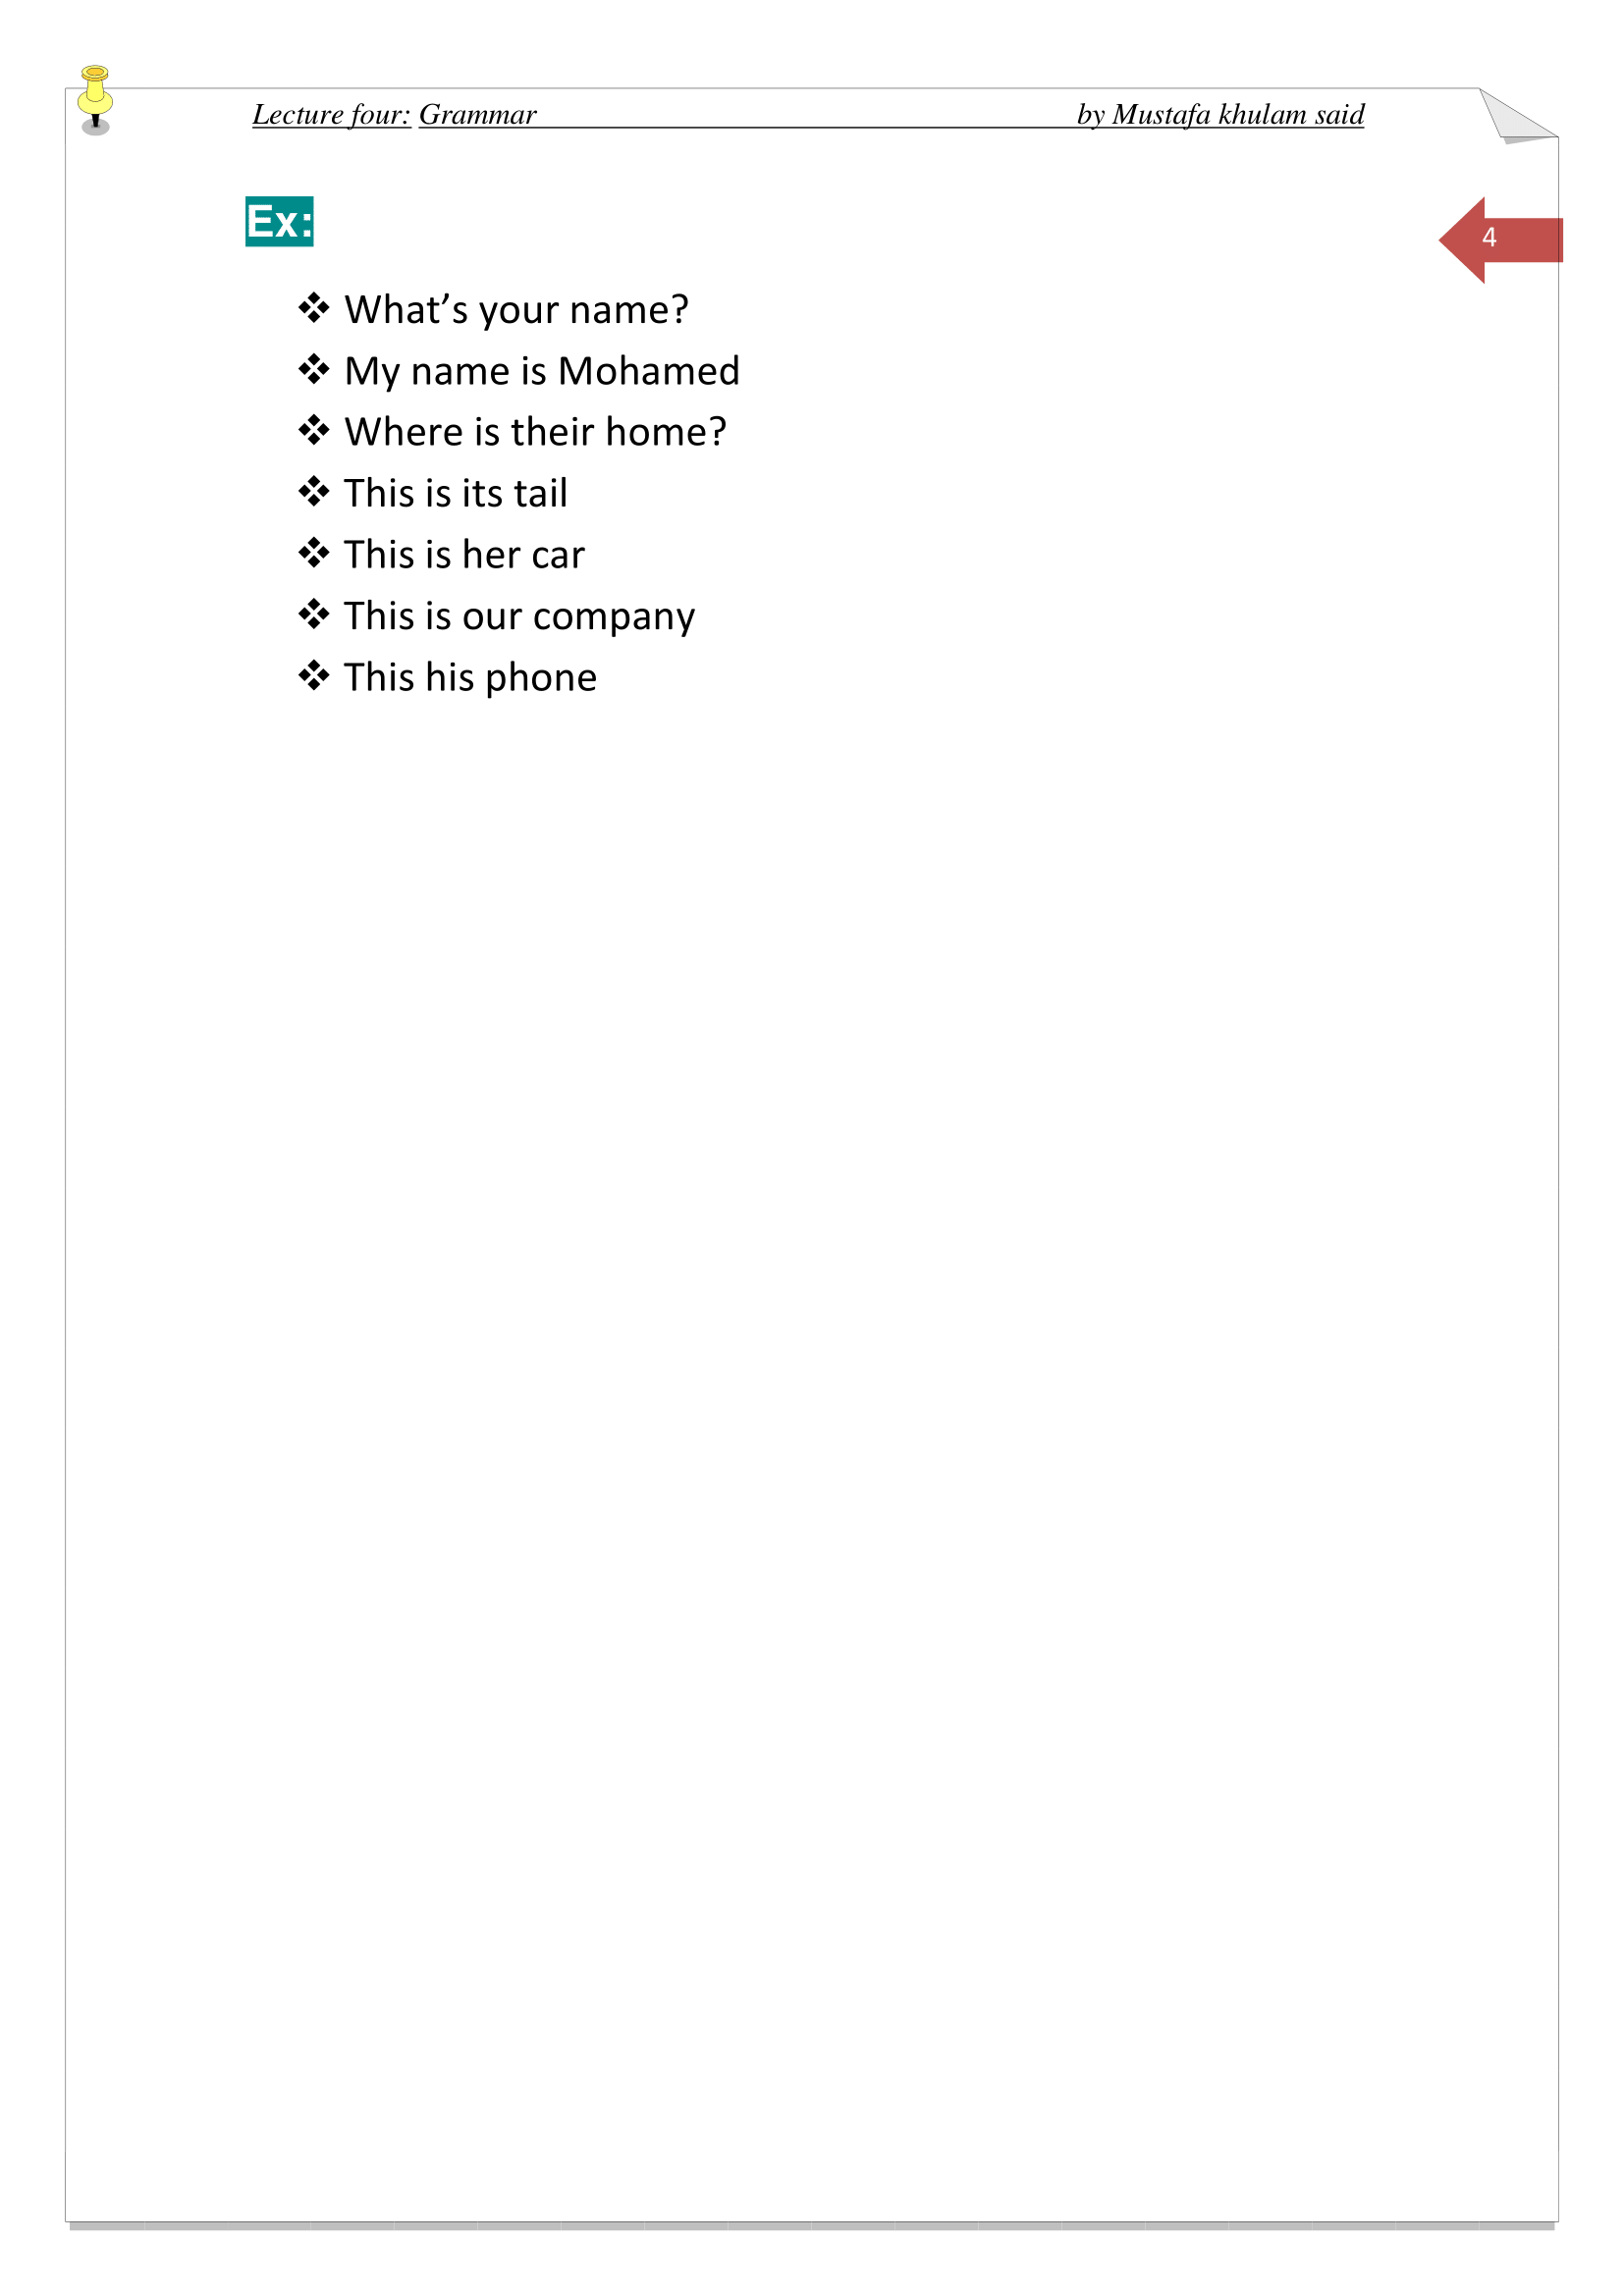 Lecture four: Grammar by Mustafa khulam said
Ex:
4
❖ What’s your name?
❖ My name is Mohamed
❖ Where is their home?
❖ This is its tail
❖ This is her car
❖ This is our company
❖ This his phone